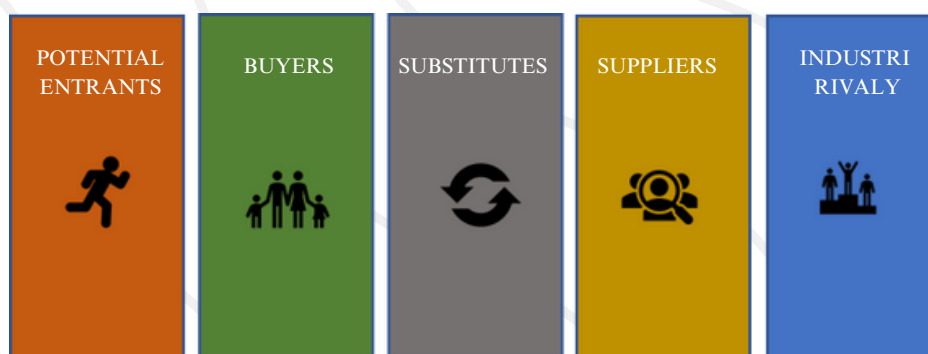 POTENTIAL
ENTRANTS
BUYERS
SUBSTITUTES
SUPPLIERS
INDUSTRI
RIVALY